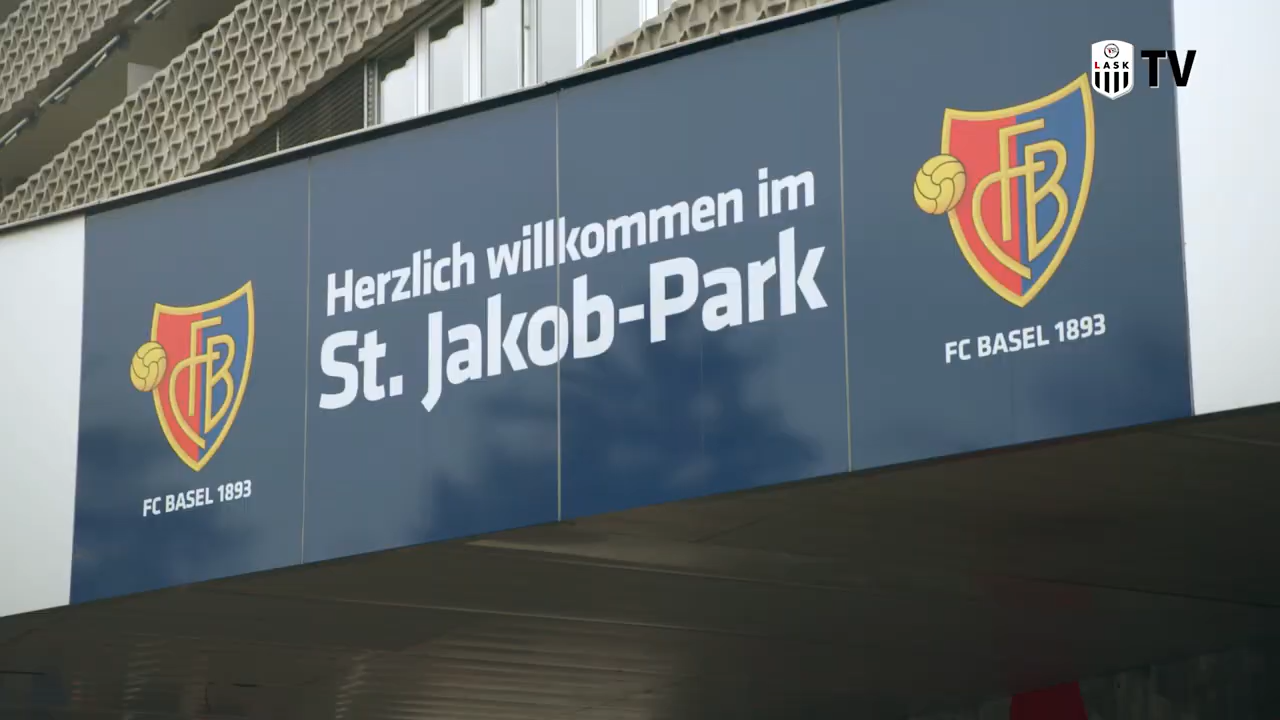 LASK TV
Herzlich willkommen im
St. Jakob-Park
FCB
FC BASEL 1893
FCB
FC BASEL 1893